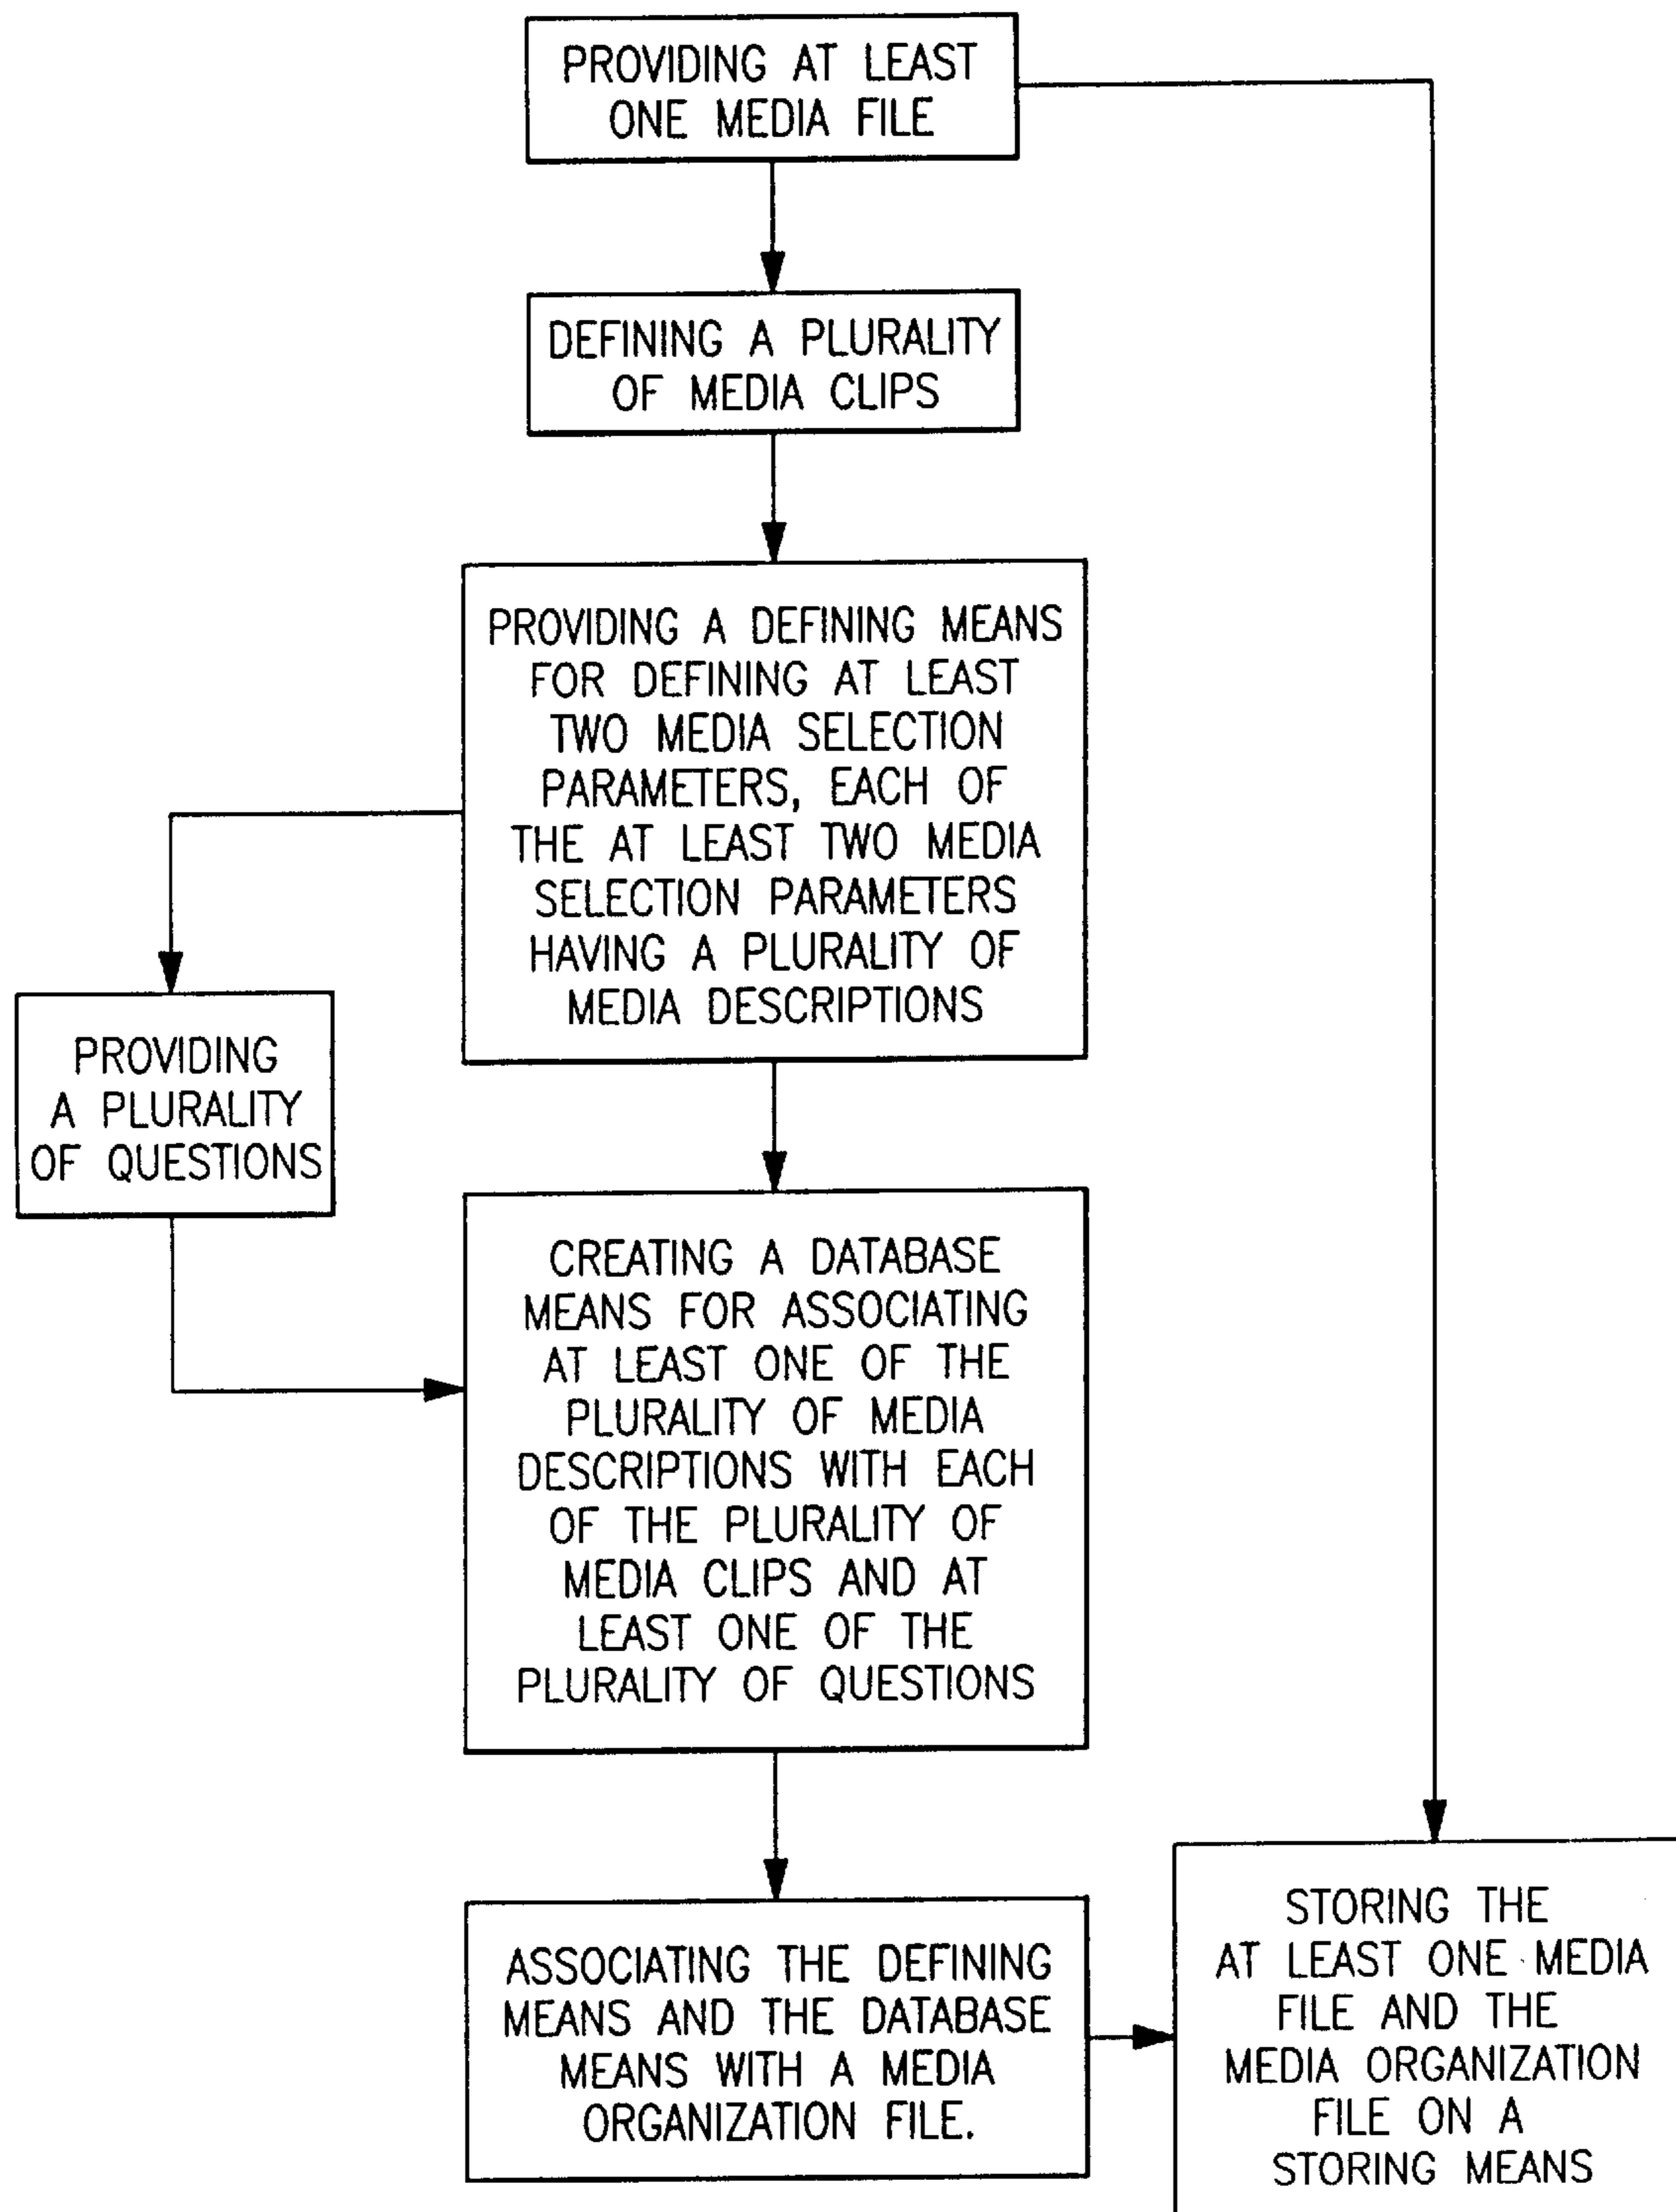 PROVIDING AT LEAST
ONE MEDIA FILE
DEFINING A PLURALITY
OF MEDIA CLIPS
PROVIDING A DEFINING MEANS
FOR DEFINING AT LEAST
TWO MEDIA SELECTION
PARAMETERS, EACH OF
THE AT LEAST TWO MEDIA
SELECTION PARAMETERS
HAVING A PLURALITY OF
MEDIA DESCRIPTIONS
PROVIDING
A PLURALITY
OF QUESTIONS
CREATING A DATABASE
MEANS FOR ASSOCIATING
AT LEAST ONE OF THE
PLURALITY OF MEDIA
DESCRIPTIONS WITH EACH
OF THE PLURALITY OF
MEDIA CLIPS AND AT
LEAST ONE OF THE
PLURALITY OF QUESTIONS
ASSOCIATING THE DEFINING
MEANS AND THE DATABASE
MEANS WITH A MEDIA
ORGANIZATION FILE.
STORING THE
AT LEAST ONE MEDIA
FILE AND THE
MEDIA ORGANIZATION
FILE ON A
STORING MEANS